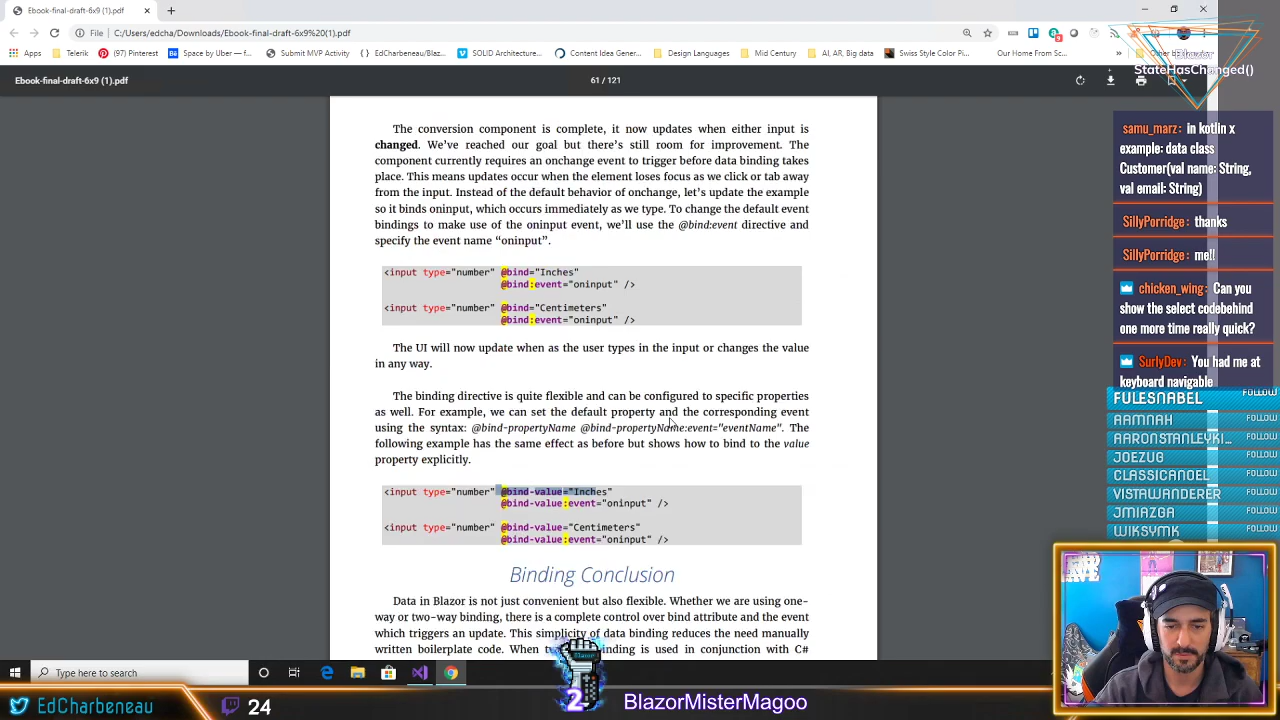 Ebook-final-draft-6x9 (1).pdf
File | C:/Users/edcha/Downloads/Ebook-final-draft-6x9%20(1).pdf
Apps
Telerik
(97) Pinterest
Space by Uber — f...
Submit MVP Activity
{ } EdCharbeneau/Blaz...
SOLID Architecture...
Content Idea Gener...
Design Languages
Mid Century
AI, AR, Big data
Swiss Style Color Pi...
Our Home From Sc...
Ebook-final-draft-6x9 (1).pdf
61 / 121
StateHasChanged()
The conversion component is complete, it now updates when either input is
changed. We've reached our goal but there's still room for improvement. The
component currently requires an onchange event to trigger before data binding takes
place. This means updates occur when the element loses focus as we click or tab away
from the input. Instead of the default behavior of onchange, let's update the example
so it binds oninput, which occurs immediately as we type. To change the default event
bindings to make use of the oninput event, we'll use the @bind:event directive and
specify the event name "oninput".
<input type="number" @bind="Inches"
@bind:event="oninput" />
<input type="number" @bind="Centimeters"
@bind:event="oninput" />
The UI will now update when as the user types in the input or changes the value
in any way.
The binding directive is quite flexible and can be configured to specific properties
as well. For example, we can set the default property and the corresponding event
using the syntax: @bind-propertyName @bind-propertyName:event="eventName". The
following example has the same effect as before but shows how to bind to the value
property explicitly.
<input type="number" @bind-value="Inches"
@bind-value:event="oninput" />
<input type="number" @bind-value="Centimeters"
@bind-value:event="oninput" />
Binding Conclusion
Data in Blazor is not just convenient but also flexible. Whether we are using one-
way or two-way binding, there is a complete control over bind attribute and the event
which triggers an update. This simplicity of data binding reduces the need manually
written boilerplate code. When binding is used in conjunction with C#
samu_marz: in kotlin x
example: data class
Customer(val name: String,
val email: String)
SillyPorridge: thanks
SillyPorridge: me!!
chicken_wing: Can you
show the select codebehind
one more time really quick?
SurlyDev: You had me at
keyboard navigable
FULESNABEL FOLLOW
AARNAH FOLLOW
AARONSTANLEYKI... FOLLOW
JOEZUG FOLLOW
CLASSICANOEL FOLLOW
VISTAWANDERER FOLLOW
JMIAZGA FOLLOW
WIKSYMK FOLLOW
Type here to search
Blazor
2
EdCharbeneau
24
BlazorMisterMagoo